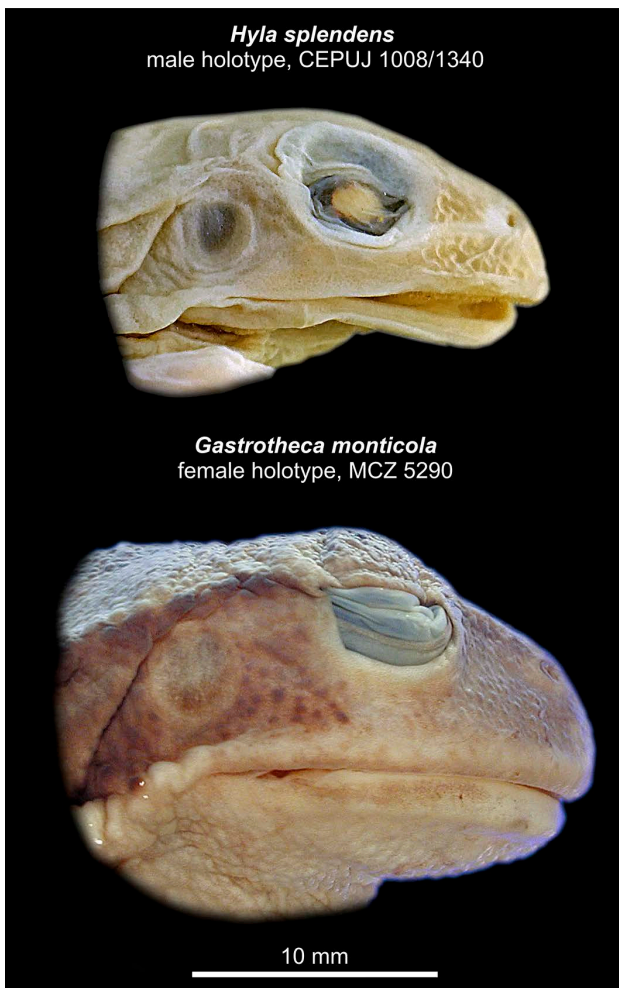 Hyla splendens
male holotype, CEPUJ 1008/1340
Gastrotheca monticola
female holotype, MCZ 5290
10 mm